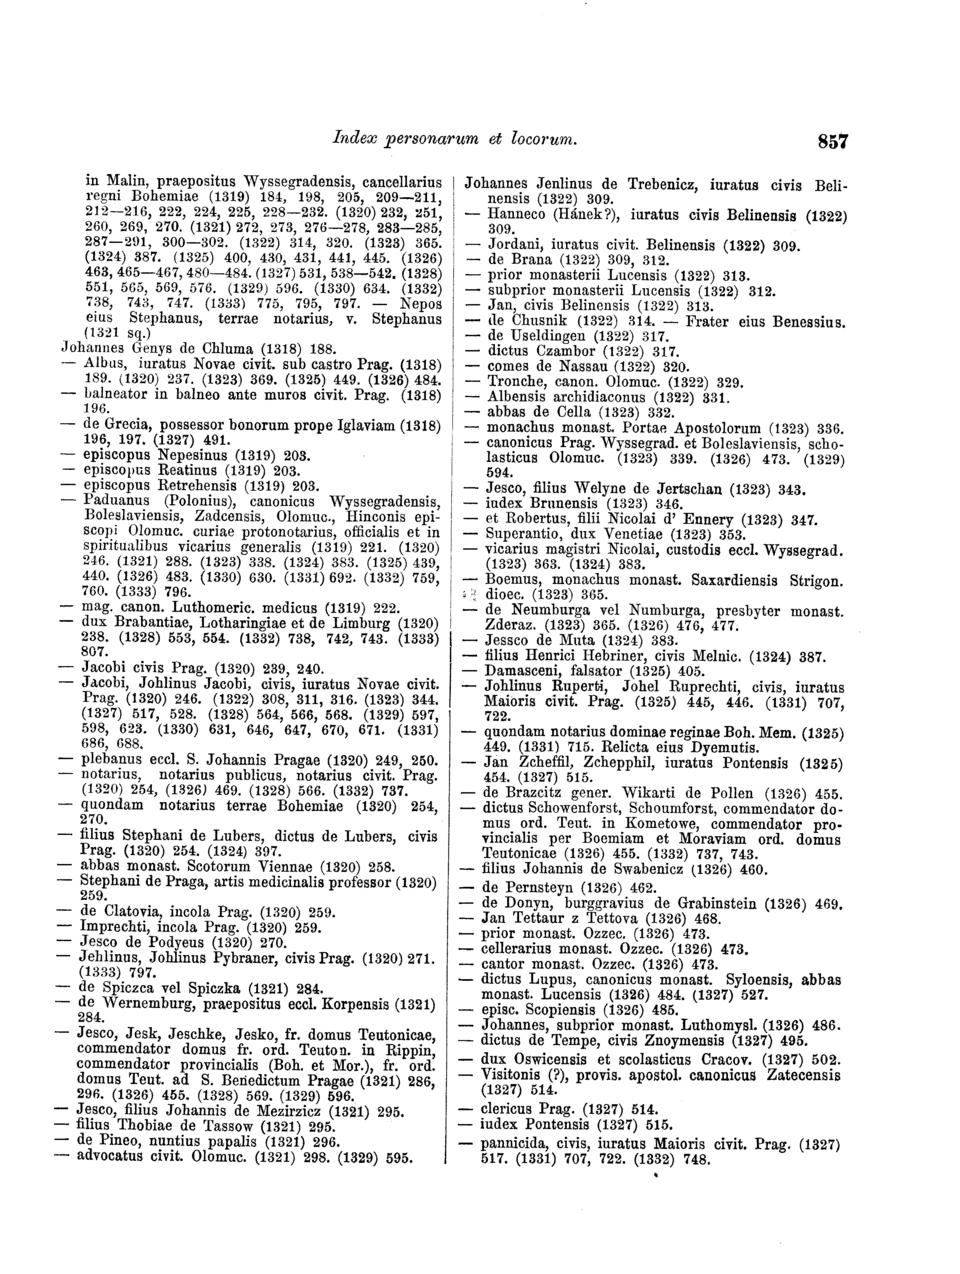 Index personarum et locorum.
857
in Malin, praepositus Wyssegradensis, cancellarius
regni Bohemiae (1319) 184, 198, 205, 209—211,
212—216, 222, 224, 225, 228—232. (1320) 232, 251,
260, 269, 270. (1321) 272, 273, 276—278, 283—285,
287—291, 300—302. (1322) 314, 320. (1323) 365.
(1324) 387. (1325) 400, 430, 431, 441, 445. (1326)
463, 465—467, 480—484. (1327) 531, 538—542. (1328)
551, 565, 569, 576. (1329) 596. (1330) 634. (1332)
738, 743, 747. (1333) 775, 795, 797. — Nepos
eius Stephanus, terrae notarius, v. Stephanus
(1321 sq.)
Johannes Genys de Chluma (1318) 188.
— Albus, iuratus Novae civit. sub castro Prag. (1318)
189. (1320) 237. (1323) 369. (1325) 449. (1326) 484.
— balneator in balneo ante muros civit. Prag. (1318)
196.
— de Grecia, possessor bonorum prope Iglaviam (1318)
196, 197. (1327) 491.
— episcopus Nepesinus (1319) 203.
— episcopus Reatinus (1319) 203.
— episcopus Retrehensis (1319) 203.
— Paduanus (Polonius), canonicus Wyssegradensis,
Boleslaviensis, Zadcensis, Olomuc., Hinconis epi-
scopi Olomuc. curiae protonotarius, officialis et in
spiritualibus vicarius generalis (1319) 221. (1320)
246. (1321) 288. (1323) 338. (1324) 383. (1325) 439,
440. (1326) 483. (1330) 630. (1331) 692. (1332) 759,
760. (1333) 796.
— mag. canon. Luthomeric. medicus (1319) 222.
— dux Brabantiae, Lotharingiae et de Limburg (1320)
238. (1328) 553, 554. (1332) 738, 742, 743. (1333)
807.
— Jacobi civis Prag. (1320) 239, 240.
— Jacobi, Johlinus Jacobi, civis, iuratus Novae civit.
Prag. (1320) 246. (1322) 308, 311, 316. (1323) 344.
(1327) 517, 528. (1328) 564, 566, 568. (1329) 597,
598, 623. (1330) 631, 646, 647, 670, 671. (1331)
686, 688.
— plebanus eccl. S. Johannis Pragae (1320) 249, 250.
— notarius, notarius publicus, notarius civit. Prag.
(1320) 254, (1326) 469. (1328) 566. (1332) 737.
— quondam notarius terrae Bohemiae (1320) 254,
270.
— filius Stephani de Lubers, dictus de Lubers, civis
Prag. (1320) 254. (1324) 397.
— abbas monast. Scotorum Viennae (1320) 258.
— Stephani de Praga, artis medicinalis professor (1320)
259.
— de Clatovia, incola Prag. (1320) 259.
— Imprechti, incola Prag. (1320) 259.
— Jesco de Podyeus (1320) 270.
— Jehlinus, Johlinus Pybraner, civis Prag. (1320) 271.
(1333) 797.
— de Spiczca vel Spiczka (1321) 284.
— de Wernemburg, praepositus eccl. Korpensis (1321)
284.
— Jesco, Jesk, Jeschke, Jesko, fr. domus Teutonicae,
commendator domus fr. ord. Teuton. in Rippin,
commendator provincialis (Boh. et Mor.), fr. ord.
domus Teut. ad S. Benedictum Pragae (1321) 286,
296. (1326) 455. (1328) 569. (1329) 596.
— Jesco, filius Johannis de Mezirzicz (1321) 295.
— filius Thobiae de Tassow (1321) 295.
— de Pineo, nuntius papalis (1321) 296.
— advocatus civit. Olomuc. (1321) 298. (1329) 595.
Johannes Jenlinus de Trebenicz, iuratus civis Beli-
nensis (1322) 309.
— Hanneco (Hánek?), iuratus civis Belinensis (1322)
309.
— Jordani, iuratus civit. Belinensis (1322) 309.
— de Brana (1322) 309, 312.
— prior monasterii Lucensis (1322) 313.
— subprior monasterii Lucensis (1322) 312.
— Jan, civis Belinensis (1322) 313.
— de Chusnik (1322) 314. — Frater eius Benessius.
— de Useldingen (1322) 317.
— dictus Czambor (1322) 317.
— comes de Nassau (1322) 320.
— Tronche, canon. Olomuc. (1322) 329.
— Albensis archidiaconus (1322) 331.
— abbas de Cella (1323) 332.
— monachus monast. Portae Apostolorum (1323) 336.
— canonicus Prag. Wyssegrad. et Boleslaviensis, scho-
lasticus Olomuc. (1323) 339. (1326) 473. (1329)
594.
— Jesco, filius Welyne de Jertschan (1323) 343.
— iudex Brunensis (1323) 346.
— et Robertus, filii Nicolai d' Ennery (1323) 347.
— Superantio, dux Venetiae (1323) 353.
— vicarius magistri Nicolai, custodis eccl. Wyssegrad.
(1323) 363. (1324) 383.
— Boemus, monachus monast. Saxardiensis Strigon.
dioec. (1323) 365.
— de Neumburga vel Numburga, presbyter monast.
Zderaz. (1323) 365. (1326) 476, 477.
— Jessco de Muta (1324) 383.
— filius Henrici Hebriner, civis Melnic. (1324) 387.
— Damasceni, falsator (1325) 405.
— Johlinus Ruperti, Johel Ruprechti, civis, iuratus
Maioris civit. Prag. (1325) 445, 446. (1331) 707,
722.
— quondam notarius dominae reginae Boh. Mem. (1325)
449. (1331) 715. Relicta eius Dyemutis.
— Jan Zcheffil, Zchepphil, iuratus Pontensis (1325)
454. (1327) 515.
— de Brazcitz gener. Wikarti de Pollen (1326) 455.
— dictus Schowenforst, Schoumforst, commendator do-
mus ord. Teut. in Kometowe, commendator pro-
vincialis per Boemiam et Moraviam ord. domus
Teutonicae (1326) 455. (1332) 737, 743.
— filius Johannis de Swabenicz (1326) 460.
— de Pernsteyn (1326) 462.
— de Donyn, burggravius de Grabinstein (1326) 469.
— Jan Tettaur z Tettova (1326) 468.
— prior monast. Ozzec. (1326) 473.
— cellerarius monast. Ozzec. (1326) 473.
— cantor monast. Ozzec. (1326) 473.
— dictus Lupus, canonicus monast. Syloensis, abbas
monast. Lucensis (1326) 484. (1327) 527.
— episc. Scopiensis (1326) 485.
— Johannes, subprior monast. Luthomysl. (1326) 486.
— dictus de Tempe, civis Znoymensis (1327) 495.
— dux Oswicensis et scolasticus Cracov. (1327) 502.
— Visitonis (?), provis. apostol. canonicus Zatecensis
(1327) 514.
— clericus Prag. (1327) 514.
— iudex Pontensis (1327) 515.
— pannicida, civis, iuratus Maioris civit. Prag. (1327)
517. (1331) 707, 722. (1332) 748.